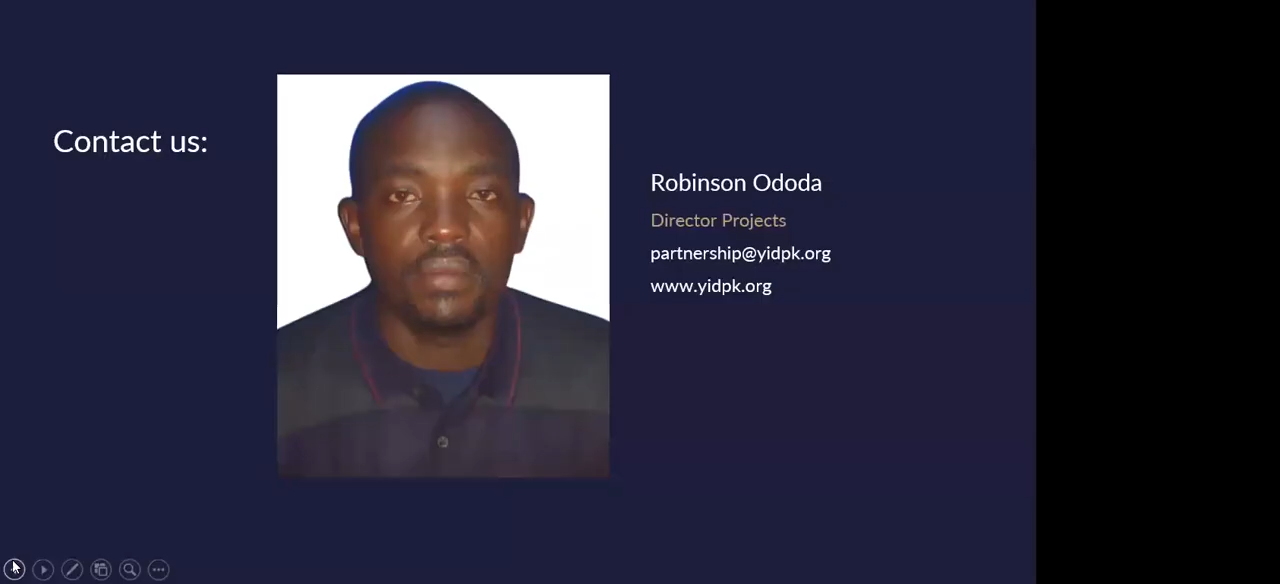 Contact us:
Robinson Ododa
Director Projects
partnership@yidpk.org
www.yidpk.org